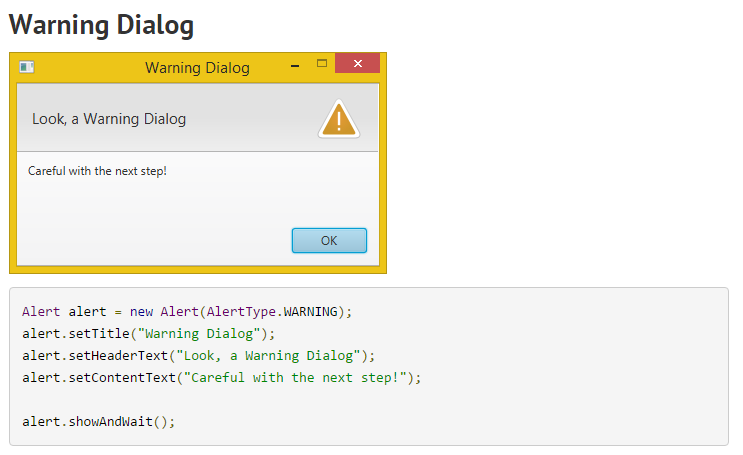 Warning Dialog
Warning Dialog
Look, a Warning Dialog
Careful with the next step!
OK
Alert alert = new Alert(AlertType.WARNING);
alert.setTitle("Warning Dialog");
alert.setHeaderText("Look, a Warning Dialog");
alert.setContentText("Careful with the next step!");
alert.showAndWait();